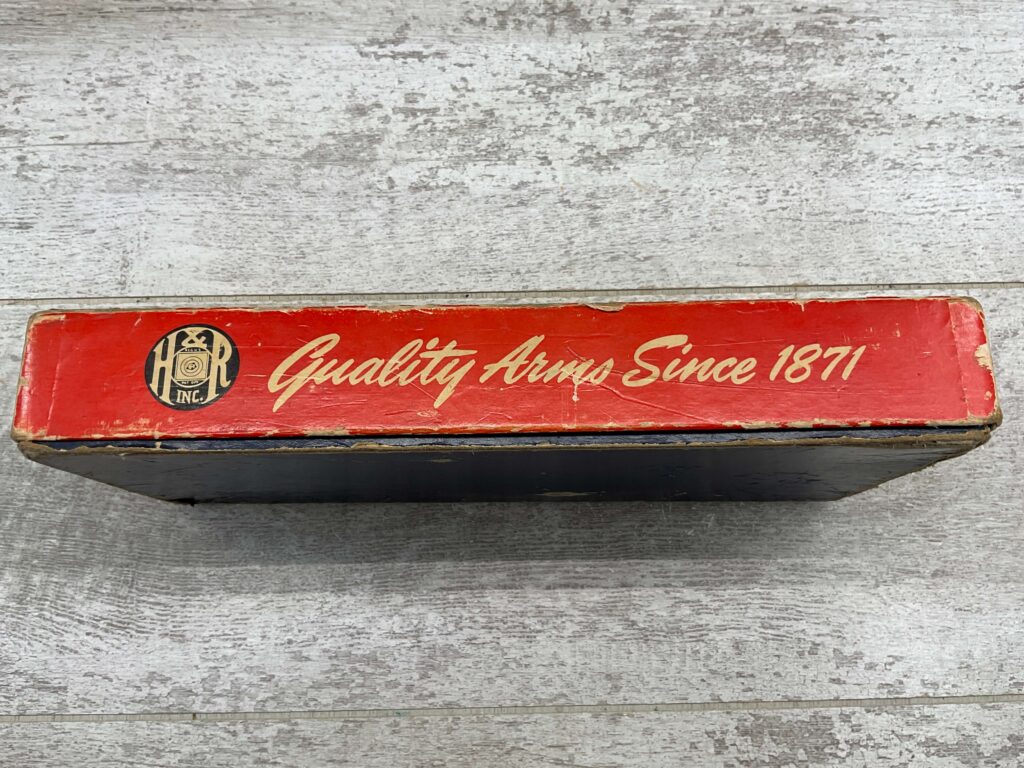 H&R
INC.
Quality Arms Since 1871